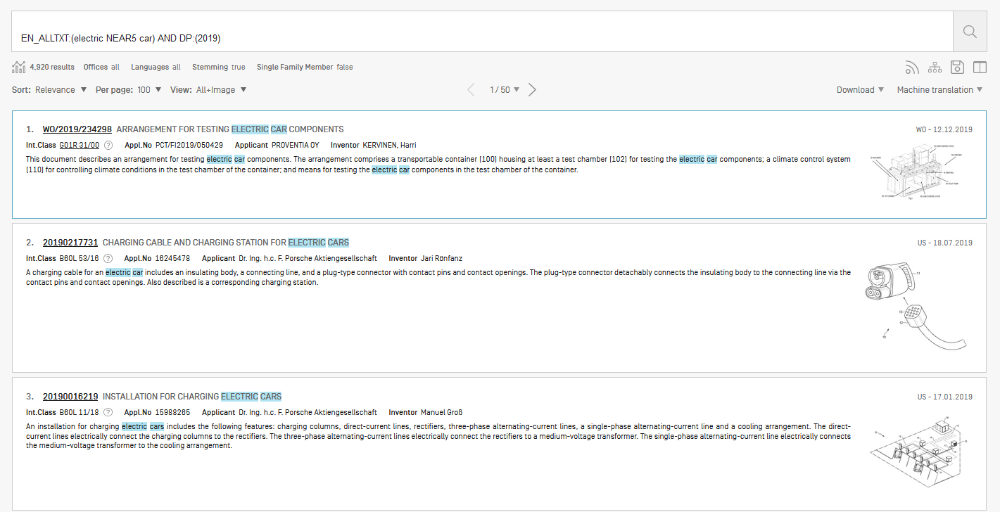 EN_ALLTXT:(electric NEAR5 car) AND DP:(2019)
4,920 results Offices all Languages all Stemming true Single Family Member false
Sort: Relevance Per page: 100 View: All+Image 1 / 50 Download Machine translation
1. WO/2019/234298 ARRANGEMENT FOR TESTING ELECTRIC CAR COMPONENTS WO - 12.12.2019
Int.Class G01R 31/00 ? Appl.No PCT/FI2019/050429 Applicant PROVENTIA OY Inventor KERVINEN, Harri
This document describes an arrangement for testing electric car components. The arrangement comprises a transportable container [100] housing at least a test chamber [102] for testing the electric car components; a climate control system
[110] for controlling climate conditions in the test chamber of the container; and means for testing the electric car components in the test chamber of the container.
2. 20190217731 CHARGING CABLE AND CHARGING STATION FOR ELECTRIC CARS US - 18.07.2019
Int.Class B60L 53/16 ? Appl.No 16245478 Applicant Dr. Ing. h.c. F. Porsche Aktiengesellschaft Inventor Jari Rönfanz
A charging cable for an electric car includes an insulating body, a connecting line, and a plug-type connector with contact pins and contact openings. The plug-type connector detachably connects the insulating body to the connecting line via the
contact pins and contact openings. Also described is a corresponding charging station.
11
13
12
10
3. 20190016219 INSTALLATION FOR CHARGING ELECTRIC CARS US - 17.01.2019
Int.Class B60L 11/18 ? Appl.No 15988265 Applicant Dr. Ing. h.c. F. Porsche Aktiengesellschaft Inventor Manuel Groß
An installation for charging electric cars includes the following features: charging columns, direct-current lines, rectifiers, three-phase alternating-current lines, a single-phase alternating-current line and a cooling arrangement. The direct-
current lines electrically connect the charging columns to the rectifiers. The three-phase alternating-current lines electrically connect the rectifiers to a medium-voltage transformer. The single-phase alternating-current line electrically connects
the medium-voltage transformer to the cooling arrangement.